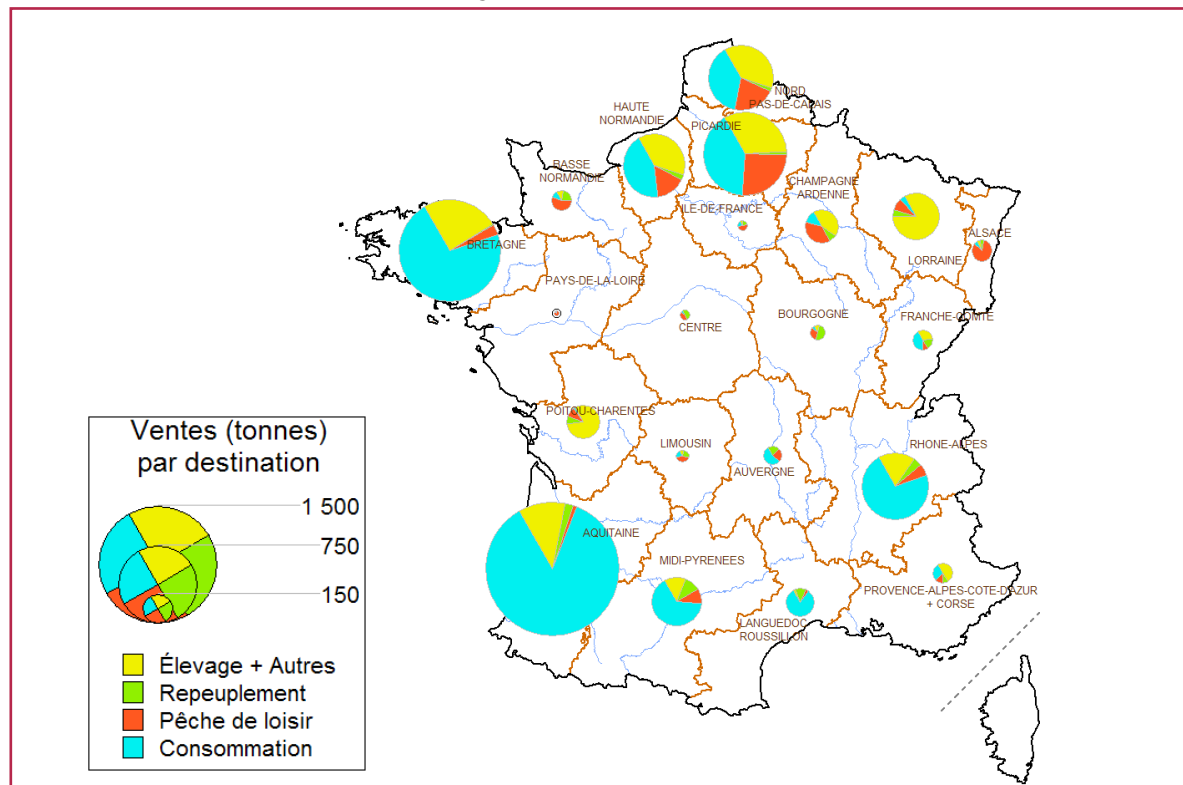 NORD
PAS-DE-CALAIS
HAUTE
NORMANDIE
PICARDIE
BASSE
NORMANDIE
CHAMPAGNE
ARDENNE
ILE-DE-FRANCE
ALSACE
BRETAGNE
LORRAINE
PAYS-DE-LA-LOIRE
BOURGOGNE
FRANCHE-COMTE
CENTRE
POITOU-CHARENTES
LIMOUSIN
RHONE-ALPES
AUVERGNE
AQUITAINE
MIDI-PYRENEES
PROVENCE-ALPES-COTE-D'AZUR
+ CORSE
LANGUEDOC
ROUSSILLON
Ventes (tonnes)
par destination
1 500
750
150
Élevage + Autres
Repeuplement
Pêche de loisir
Consommation